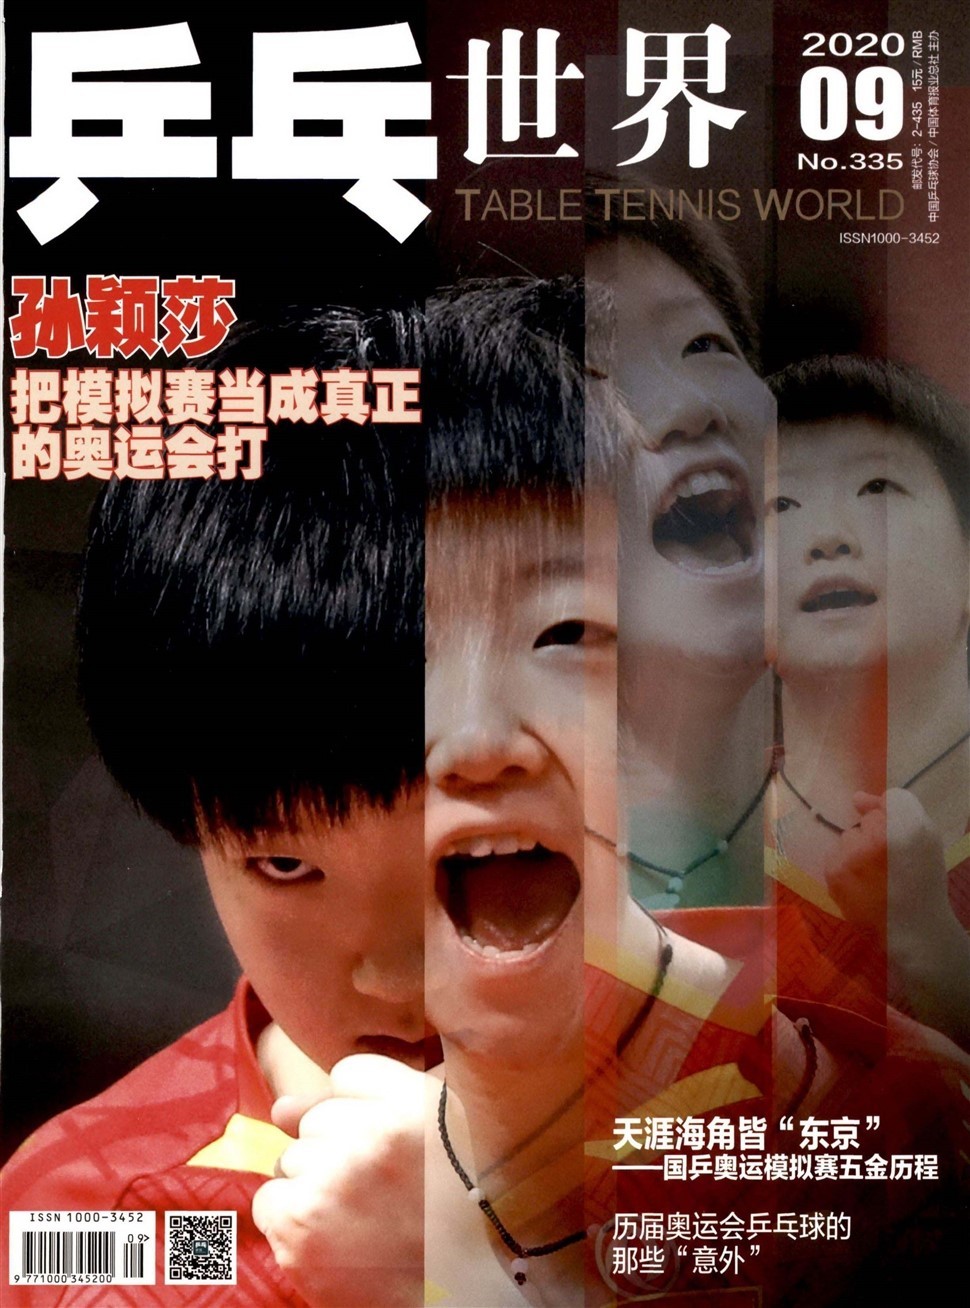 乒乓世界
TABLE TENNIS WORLD
2020
09
No.335
邮发代号：2-435 15元/RMB
中国乒乓球协会/中国体育报业总社 主办
ISSN1000-3452
孙颖莎
把模拟赛当成真正
的奥运会打
天涯海角皆“东京”
——国乒奥运模拟赛五金历程
历届奥运会乒乓球的
那些“意外”
ISSN 1000-3452
09>
9 771000 345200